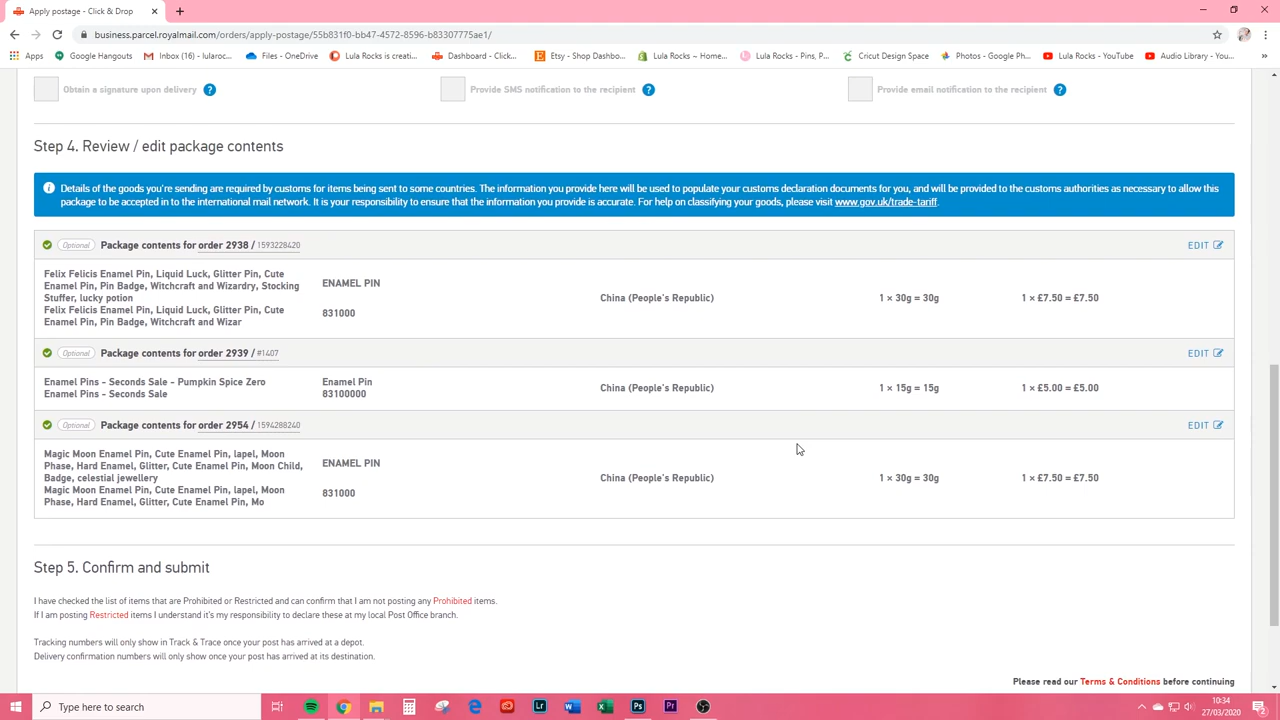 Apply postage - Click & Drop
business.parcel.royalmail.com/orders/apply-postage/55b831f0-bb47-4572-8596-b83307775ae1/
Apps
Google Hangouts
Inbox (16) - lularoc...
Files - OneDrive
Lula Rocks is creati...
Dashboard - Click...
Etsy - Shop Dashbo...
Lula Rocks ~ Home...
Lula Rocks - Pins, P...
Cricut Design Space
Photos - Google Ph...
Lula Rocks - YouTube
Audio Library - You...
Obtain a signature upon delivery ?
Provide SMS notification to the recipient ?
Provide email notification to the recipient ?
Step 4. Review / edit package contents
Details of the goods you're sending are required by customs for items being sent to some countries. The information you provide here will be used to populate your customs declaration documents for you, and will be provided to the customs authorities as necessary to allow this
package to be accepted in to the international mail network. It is your responsibility to ensure that the information you provide is accurate. For help on classifying your goods, please visit www.gov.uk/trade-tariff.
Optional Package contents for order 2938 / 1593228420 EDIT
Felix Felicis Enamel Pin, Liquid Luck, Glitter Pin, Cute
Enamel Pin, Pin Badge, Witchcraft and Wizardry, Stocking
Stuffer, lucky potion
Felix Felicis Enamel Pin, Liquid Luck, Glitter Pin, Cute
Enamel Pin, Pin Badge, Witchcraft and Wizar
ENAMEL PIN
831000
China (People's Republic)
1 × 30g = 30g
1 × £7.50 = £7.50
Optional Package contents for order 2939 / #1407 EDIT
Enamel Pins - Seconds Sale - Pumpkin Spice Zero
Enamel Pins - Seconds Sale
Enamel Pin
83100000
China (People's Republic)
1 × 15g = 15g
1 × £5.00 = £5.00
Optional Package contents for order 2954 / 1594288240 EDIT
Magic Moon Enamel Pin, Cute Enamel Pin, lapel, Moon
Phase, Hard Enamel, Glitter, Cute Enamel Pin, Moon Child,
Badge, celestial jewellery
Magic Moon Enamel Pin, Cute Enamel Pin, lapel, Moon
Phase, Hard Enamel, Glitter, Cute Enamel Pin, Mo
ENAMEL PIN
831000
China (People's Republic)
1 × 30g = 30g
1 × £7.50 = £7.50
Step 5. Confirm and submit
I have checked the list of items that are Prohibited or Restricted and can confirm that I am not posting any Prohibited items.
If I am posting Restricted items I understand it's my responsibility to declare these at my local Post Office branch.
Tracking numbers will only show in Track & Trace once your post has arrived at a depot.
Delivery confirmation numbers will only show once your post has arrived at its destination.
Please read our Terms & Conditions before continuing
Type here to search
10:34
27/03/2020